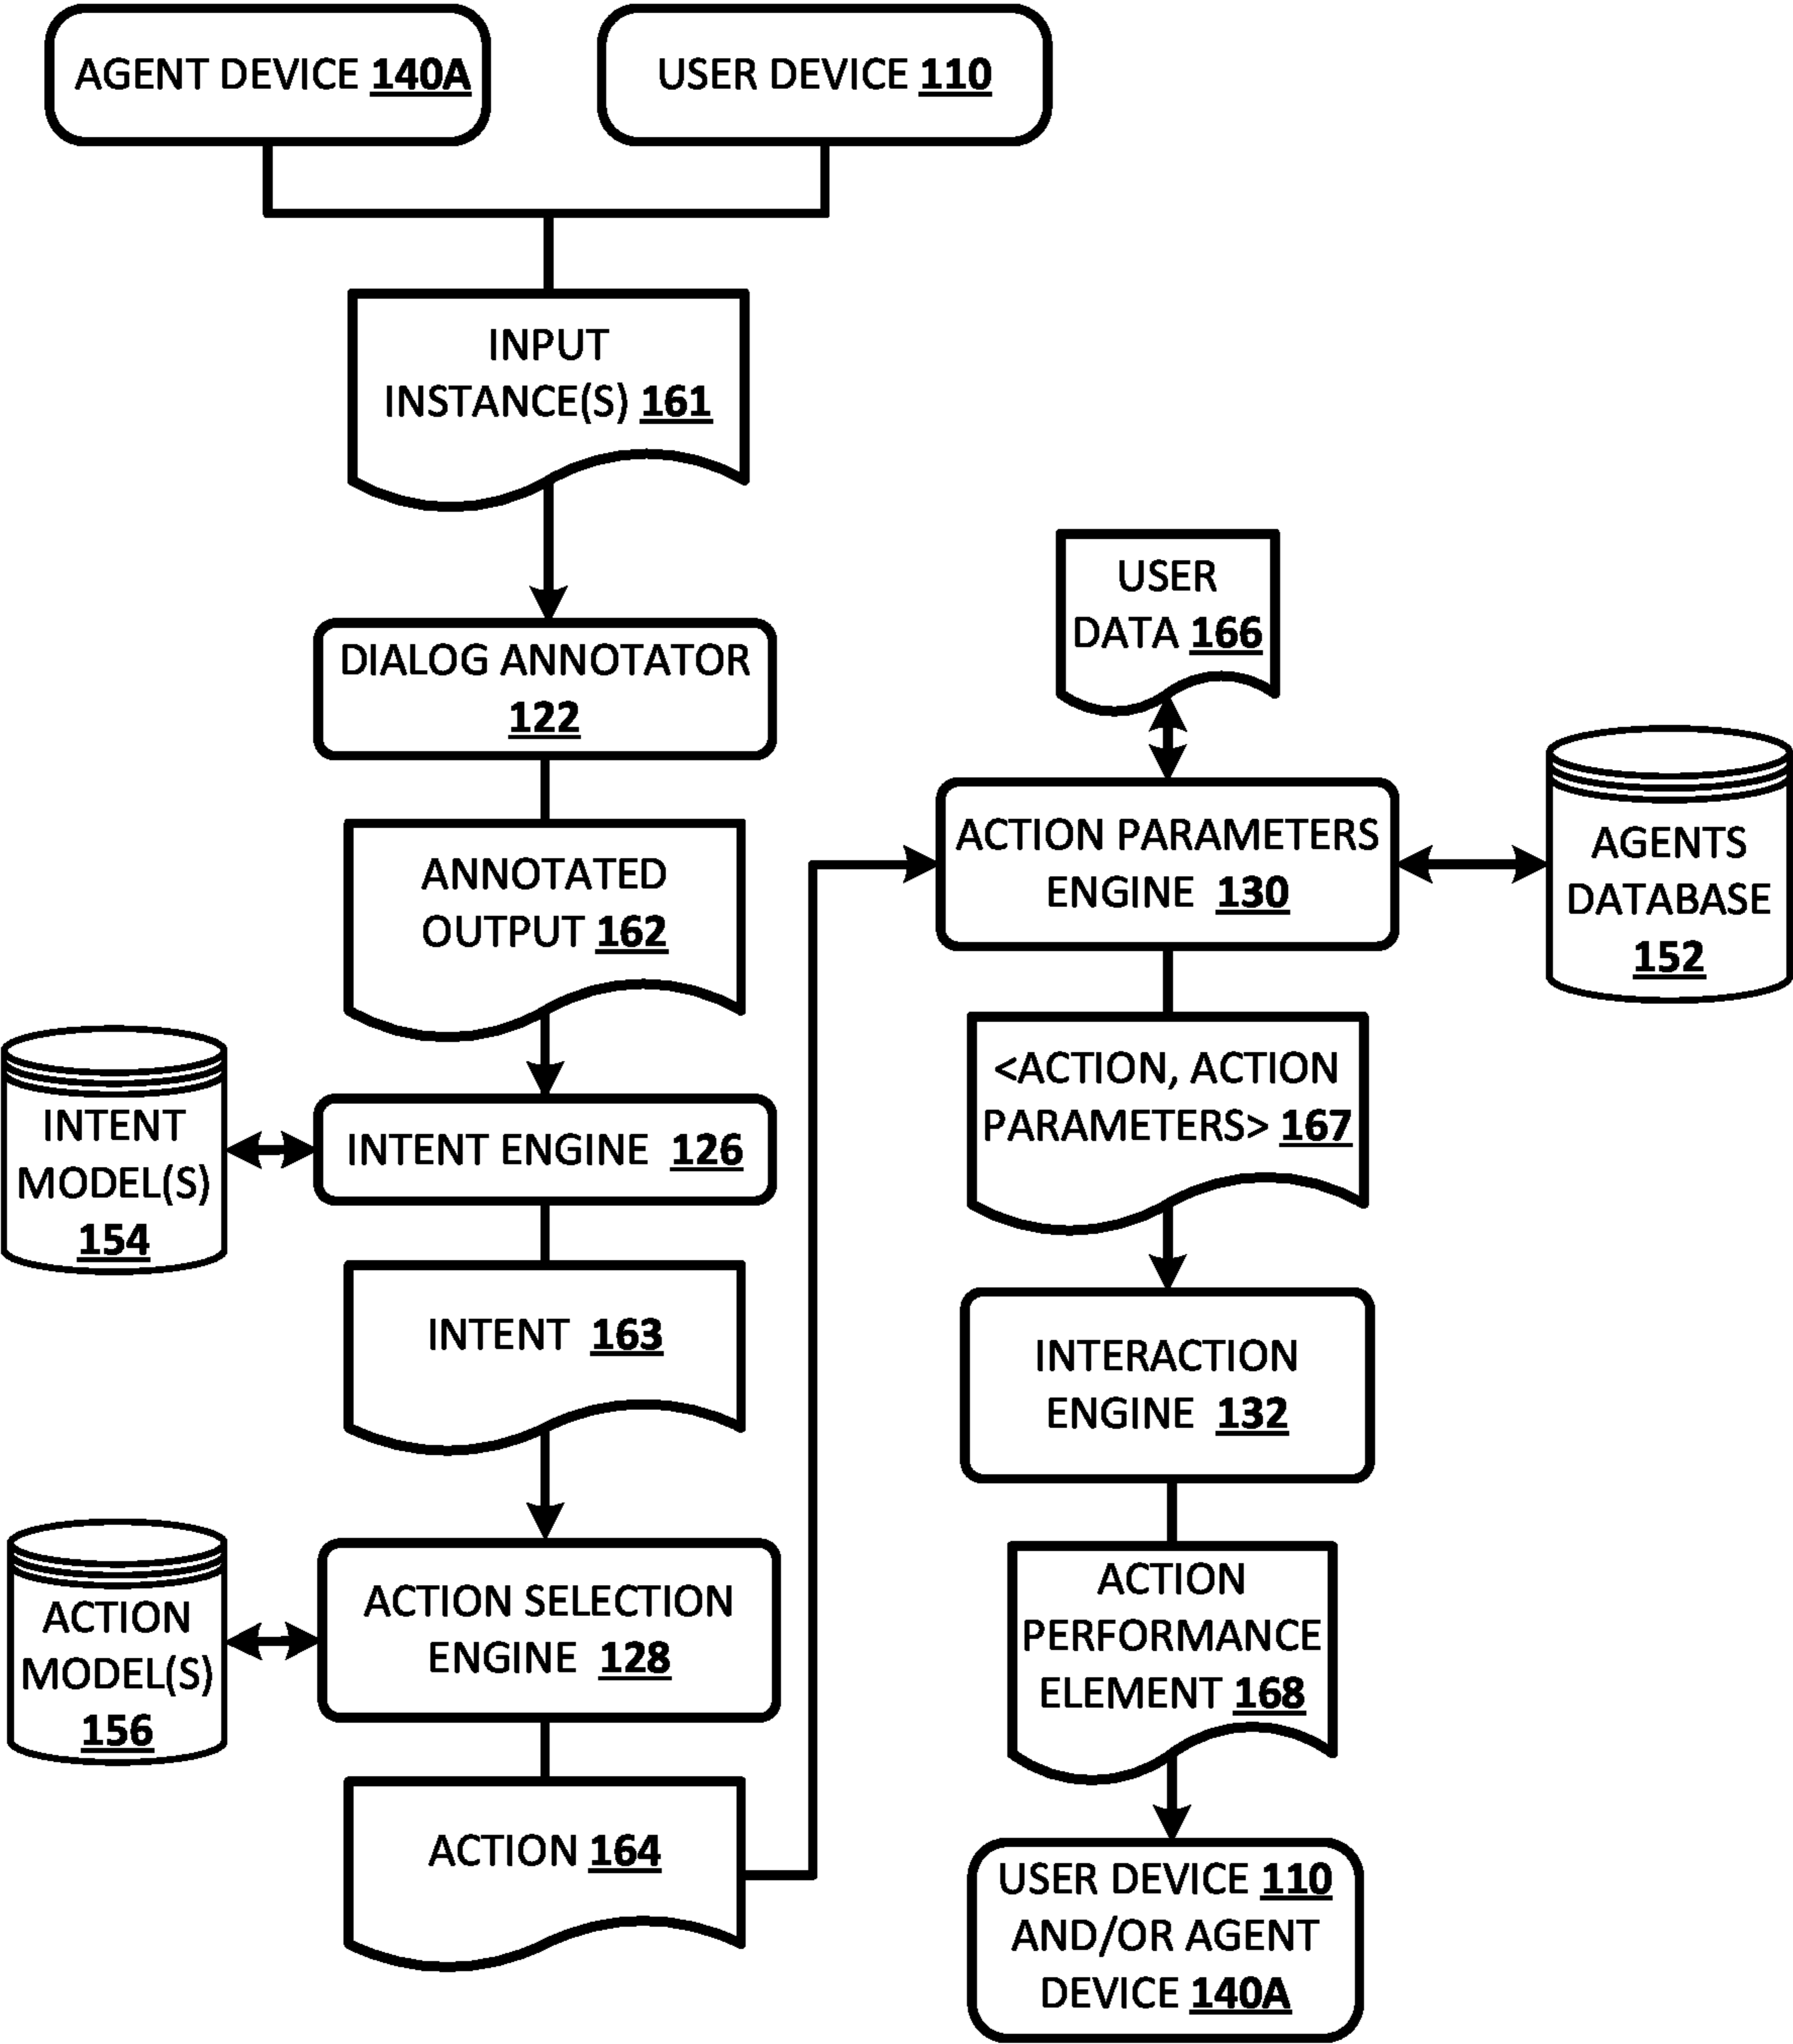 AGENT DEVICE 140A
USER DEVICE 110
INPUT
INSTANCE(S) 161
DIALOG ANNOTATOR
122
ANNOTATED
OUTPUT 162
INTENT
MODEL(S)
154
INTENT ENGINE 126
INTENT 163
ACTION
MODEL(S)
156
ACTION SELECTION
ENGINE 128
ACTION 164
USER
DATA 166
ACTION PARAMETERS
ENGINE 130
AGENTS
DATABASE
152
<ACTION, ACTION
PARAMETERS> 167
INTERACTION
ENGINE 132
ACTION
PERFORMANCE
ELEMENT 168
USER DEVICE 110
AND/OR AGENT
DEVICE 140A